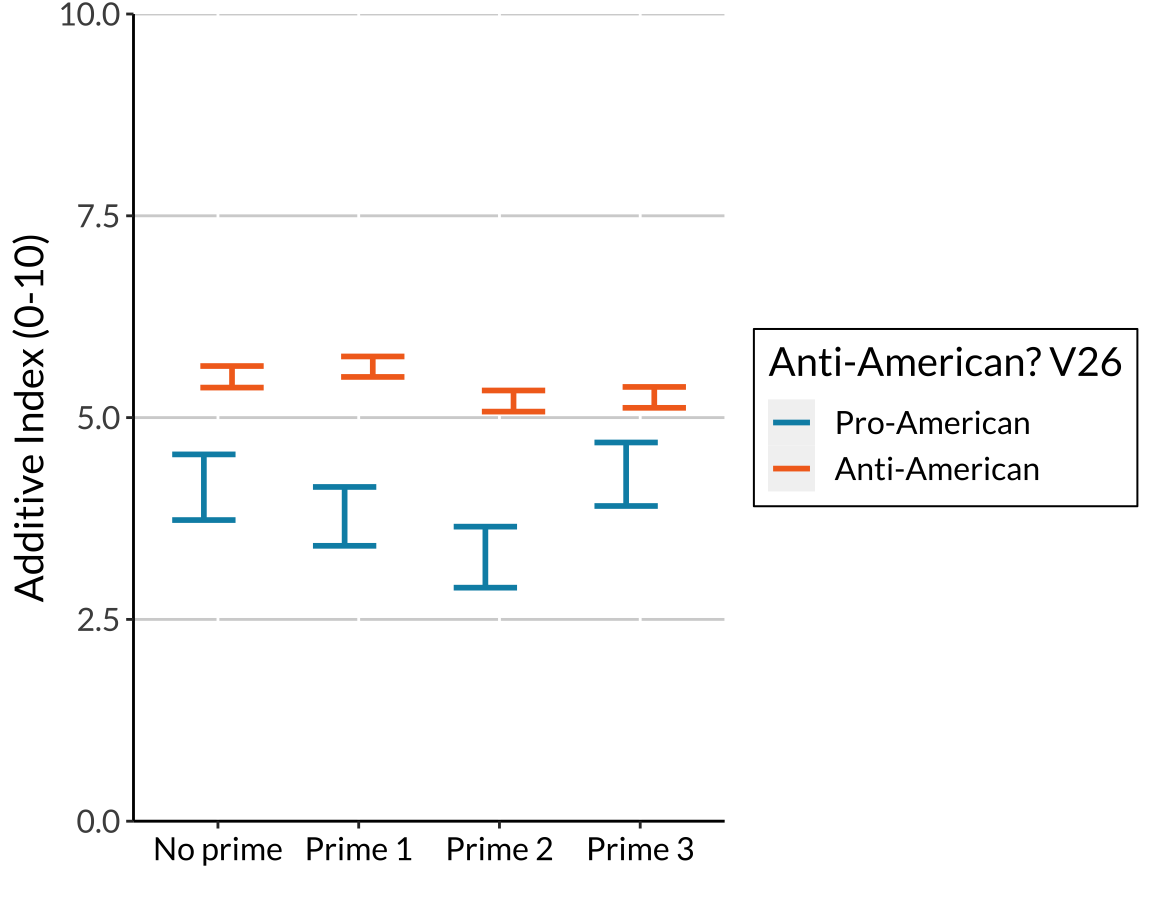 10.0
7.5
5.0
2.5
0.0
Additive Index (0-10)
No prime Prime 1 Prime 2 Prime 3
Anti-American? V26
Pro-American
Anti-American